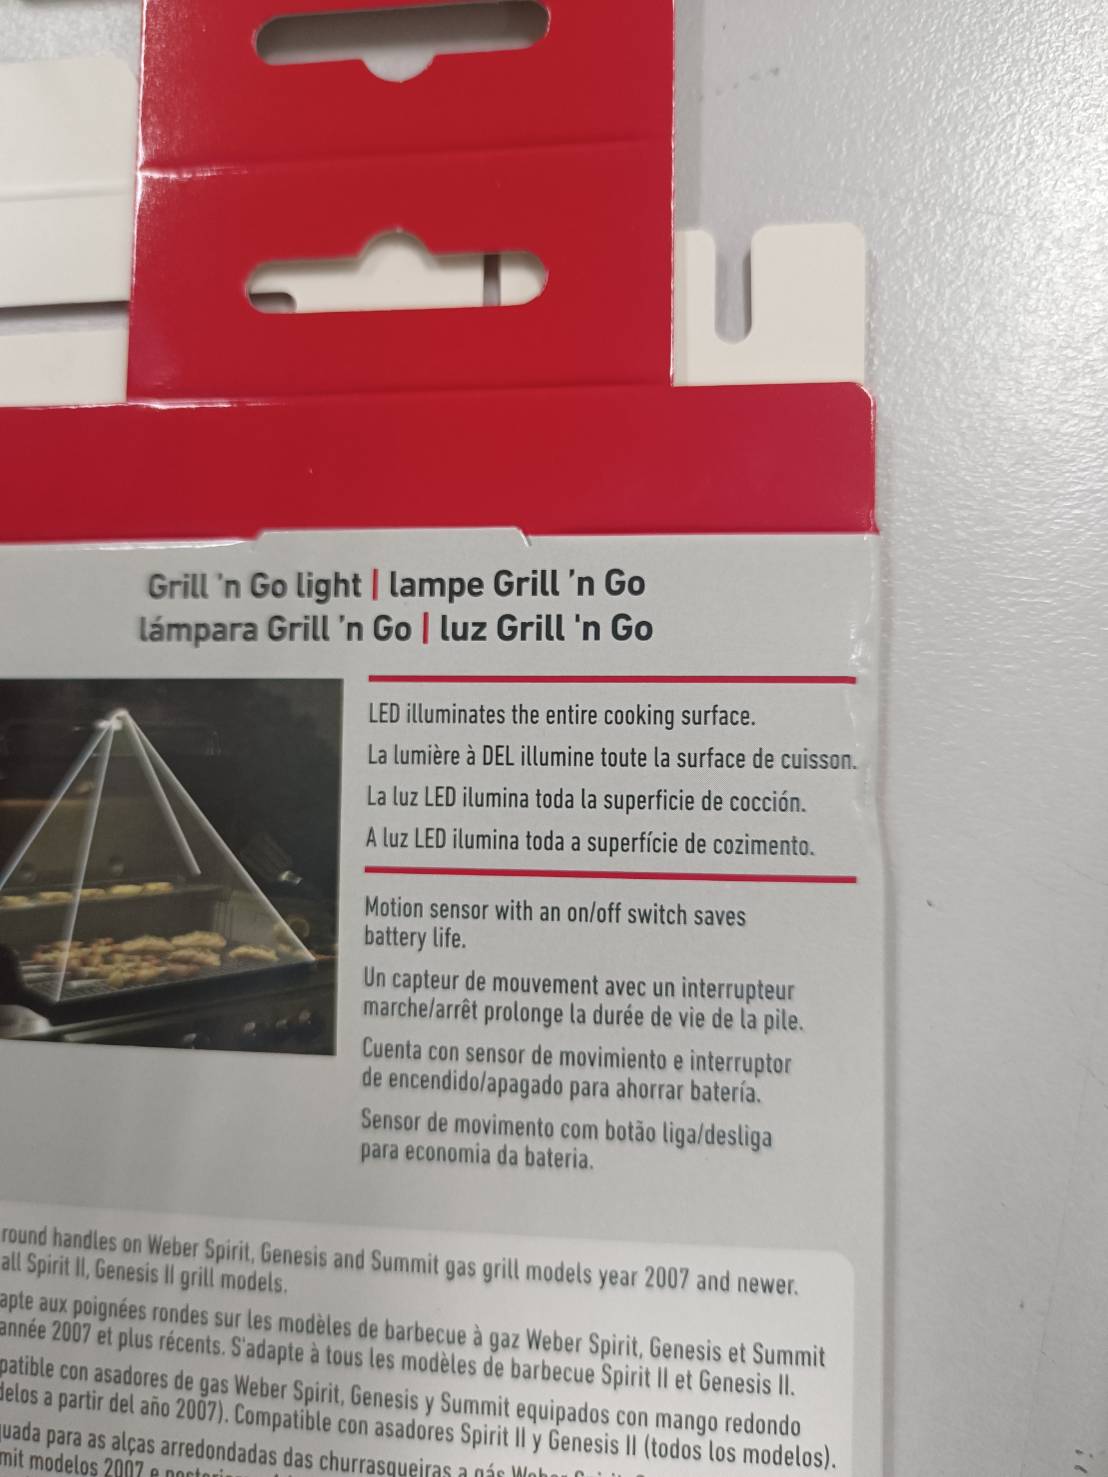 Grill 'n Go light | lampe Grill 'n Go
lámpara Grill 'n Go | luz Grill 'n Go
LED illuminates the entire cooking surface.
La lumière à DEL illumine toute la surface de cuisson.
La luz LED ilumina toda la superficie de cocción.
A luz LED ilumina toda a superfície de cozimento.
Motion sensor with an on/off switch saves
battery life.
Un capteur de mouvement avec un interrupteur
marche/arrêt prolonge la durée de vie de la pile.
Cuenta con sensor de movimiento e interruptor
de encendido/apagado para ahorrar batería.
Sensor de movimento com botão liga/desliga
para economia da bateria.
round handles on Weber Spirit, Genesis and Summit gas grill models year 2007 and newer.
all Spirit II, Genesis II grill models.
apte aux poignées rondes sur les modèles de barbecue à gaz Weber Spirit, Genesis et Summit
année 2007 et plus récents. S'adapte à tous les modèles de barbecue Spirit II et Genesis II.
patible con asadores de gas Weber Spirit, Genesis y Summit equipados con mango redondo
delos a partir del año 2007). Compatible con asadores Spirit II y Genesis II (todos los modelos).
quada para as alças arredondadas das churrasqueiras a gás
mit modelos 2007 e